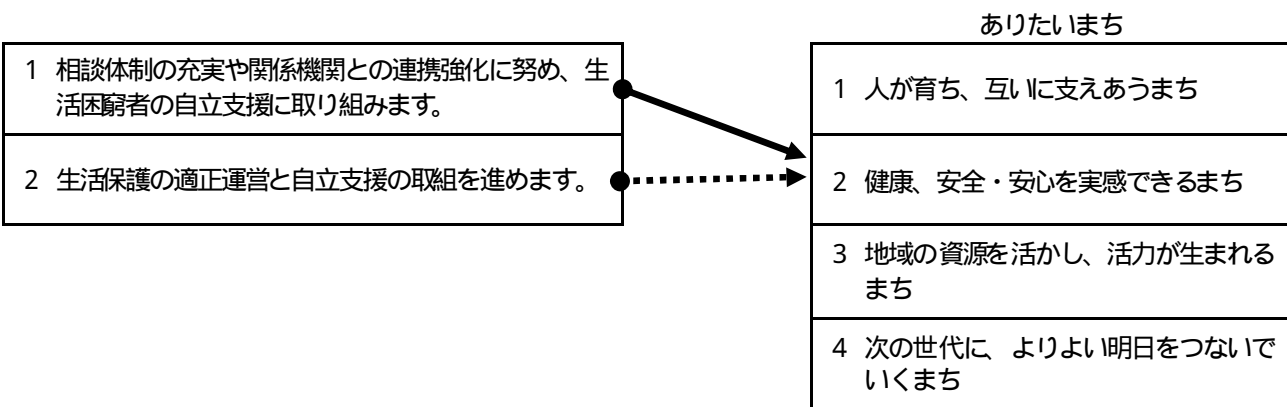 ありたいまち
1 相談体制の充実や関係機関との連携強化に努め、生
活困窮者の自立支援に取り組みます。
2 生活保護の適正運営と自立支援の取組を進めます。
1 人が育ち、互いに支えあうまち
2 健康、安全・安心を実感できるまち
3 地域の資源を活かし、活力が生まれる
まち
4 次の世代に、よりよい明日をつないで
いくまち